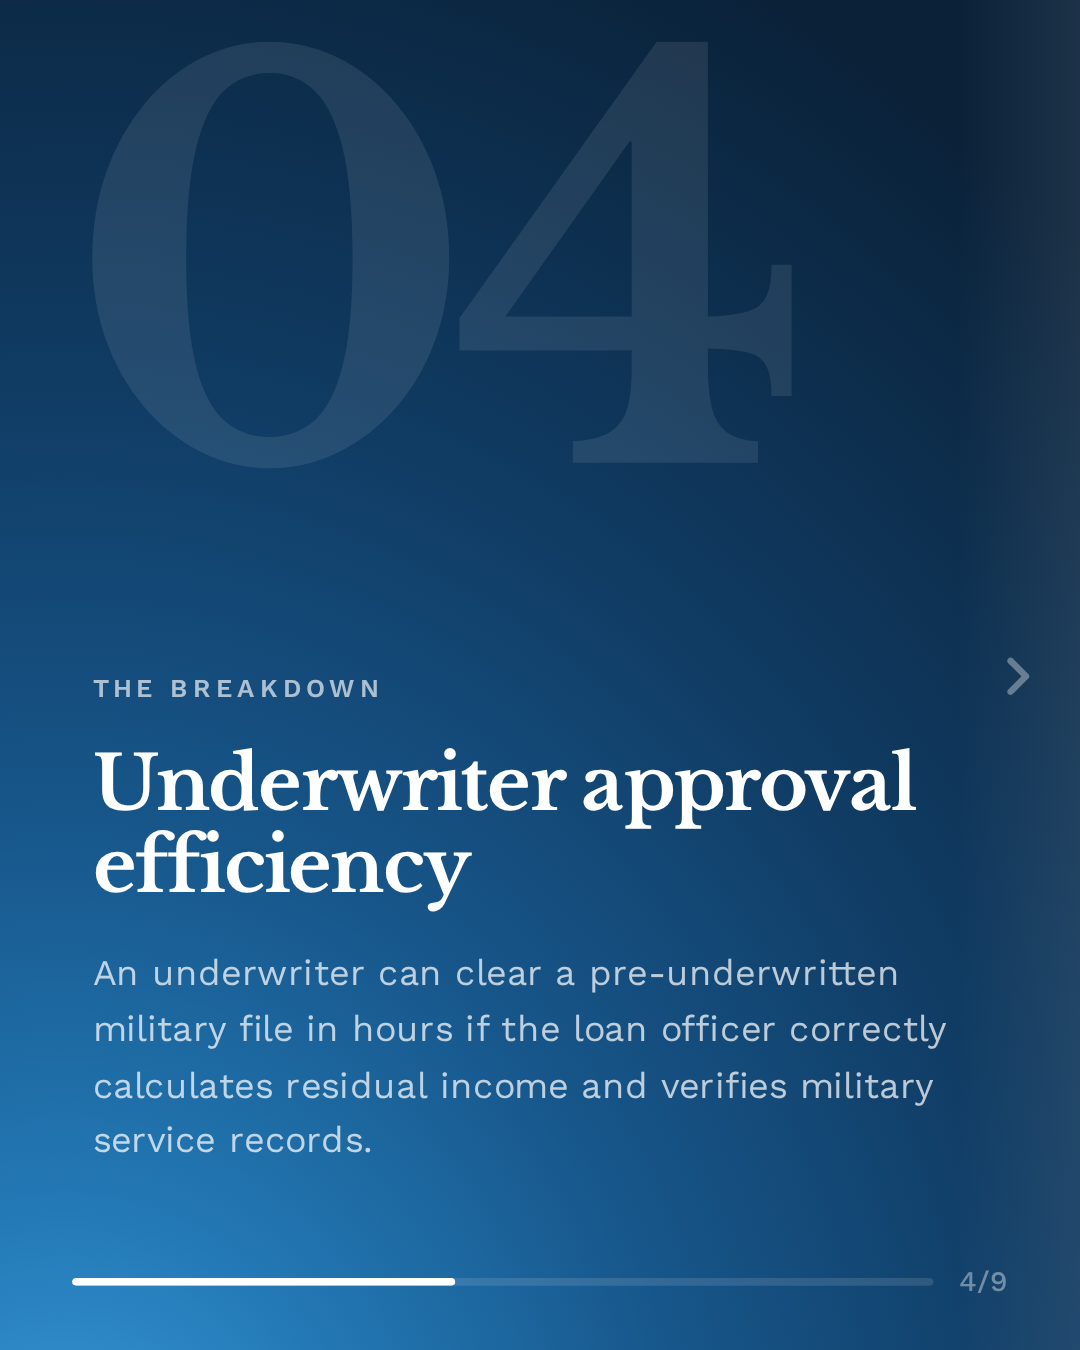 04
THE BREAKDOWN
Underwriter approval
efficiency
An underwriter can clear a pre-underwritten
military file in hours if the loan officer correctly
calculates residual income and verifies military
service records.
4/9